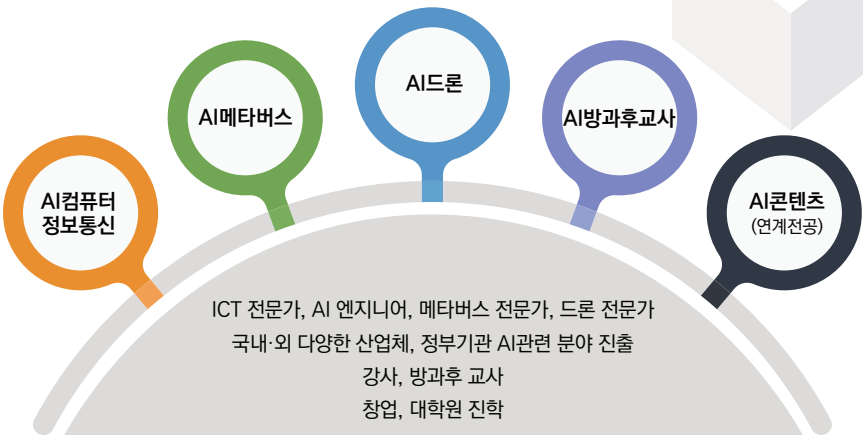 AI컴퓨터
정보통신
AI메타버스
AI드론
AI방과후교사
AI콘텐츠
(연계전공)
ICT 전문가, AI 엔지니어, 메타버스 전문가, 드론 전문가
국내·외 다양한 산업체, 정부기관 AI관련 분야 진출
강사, 방과후 교사
창업, 대학원 진학